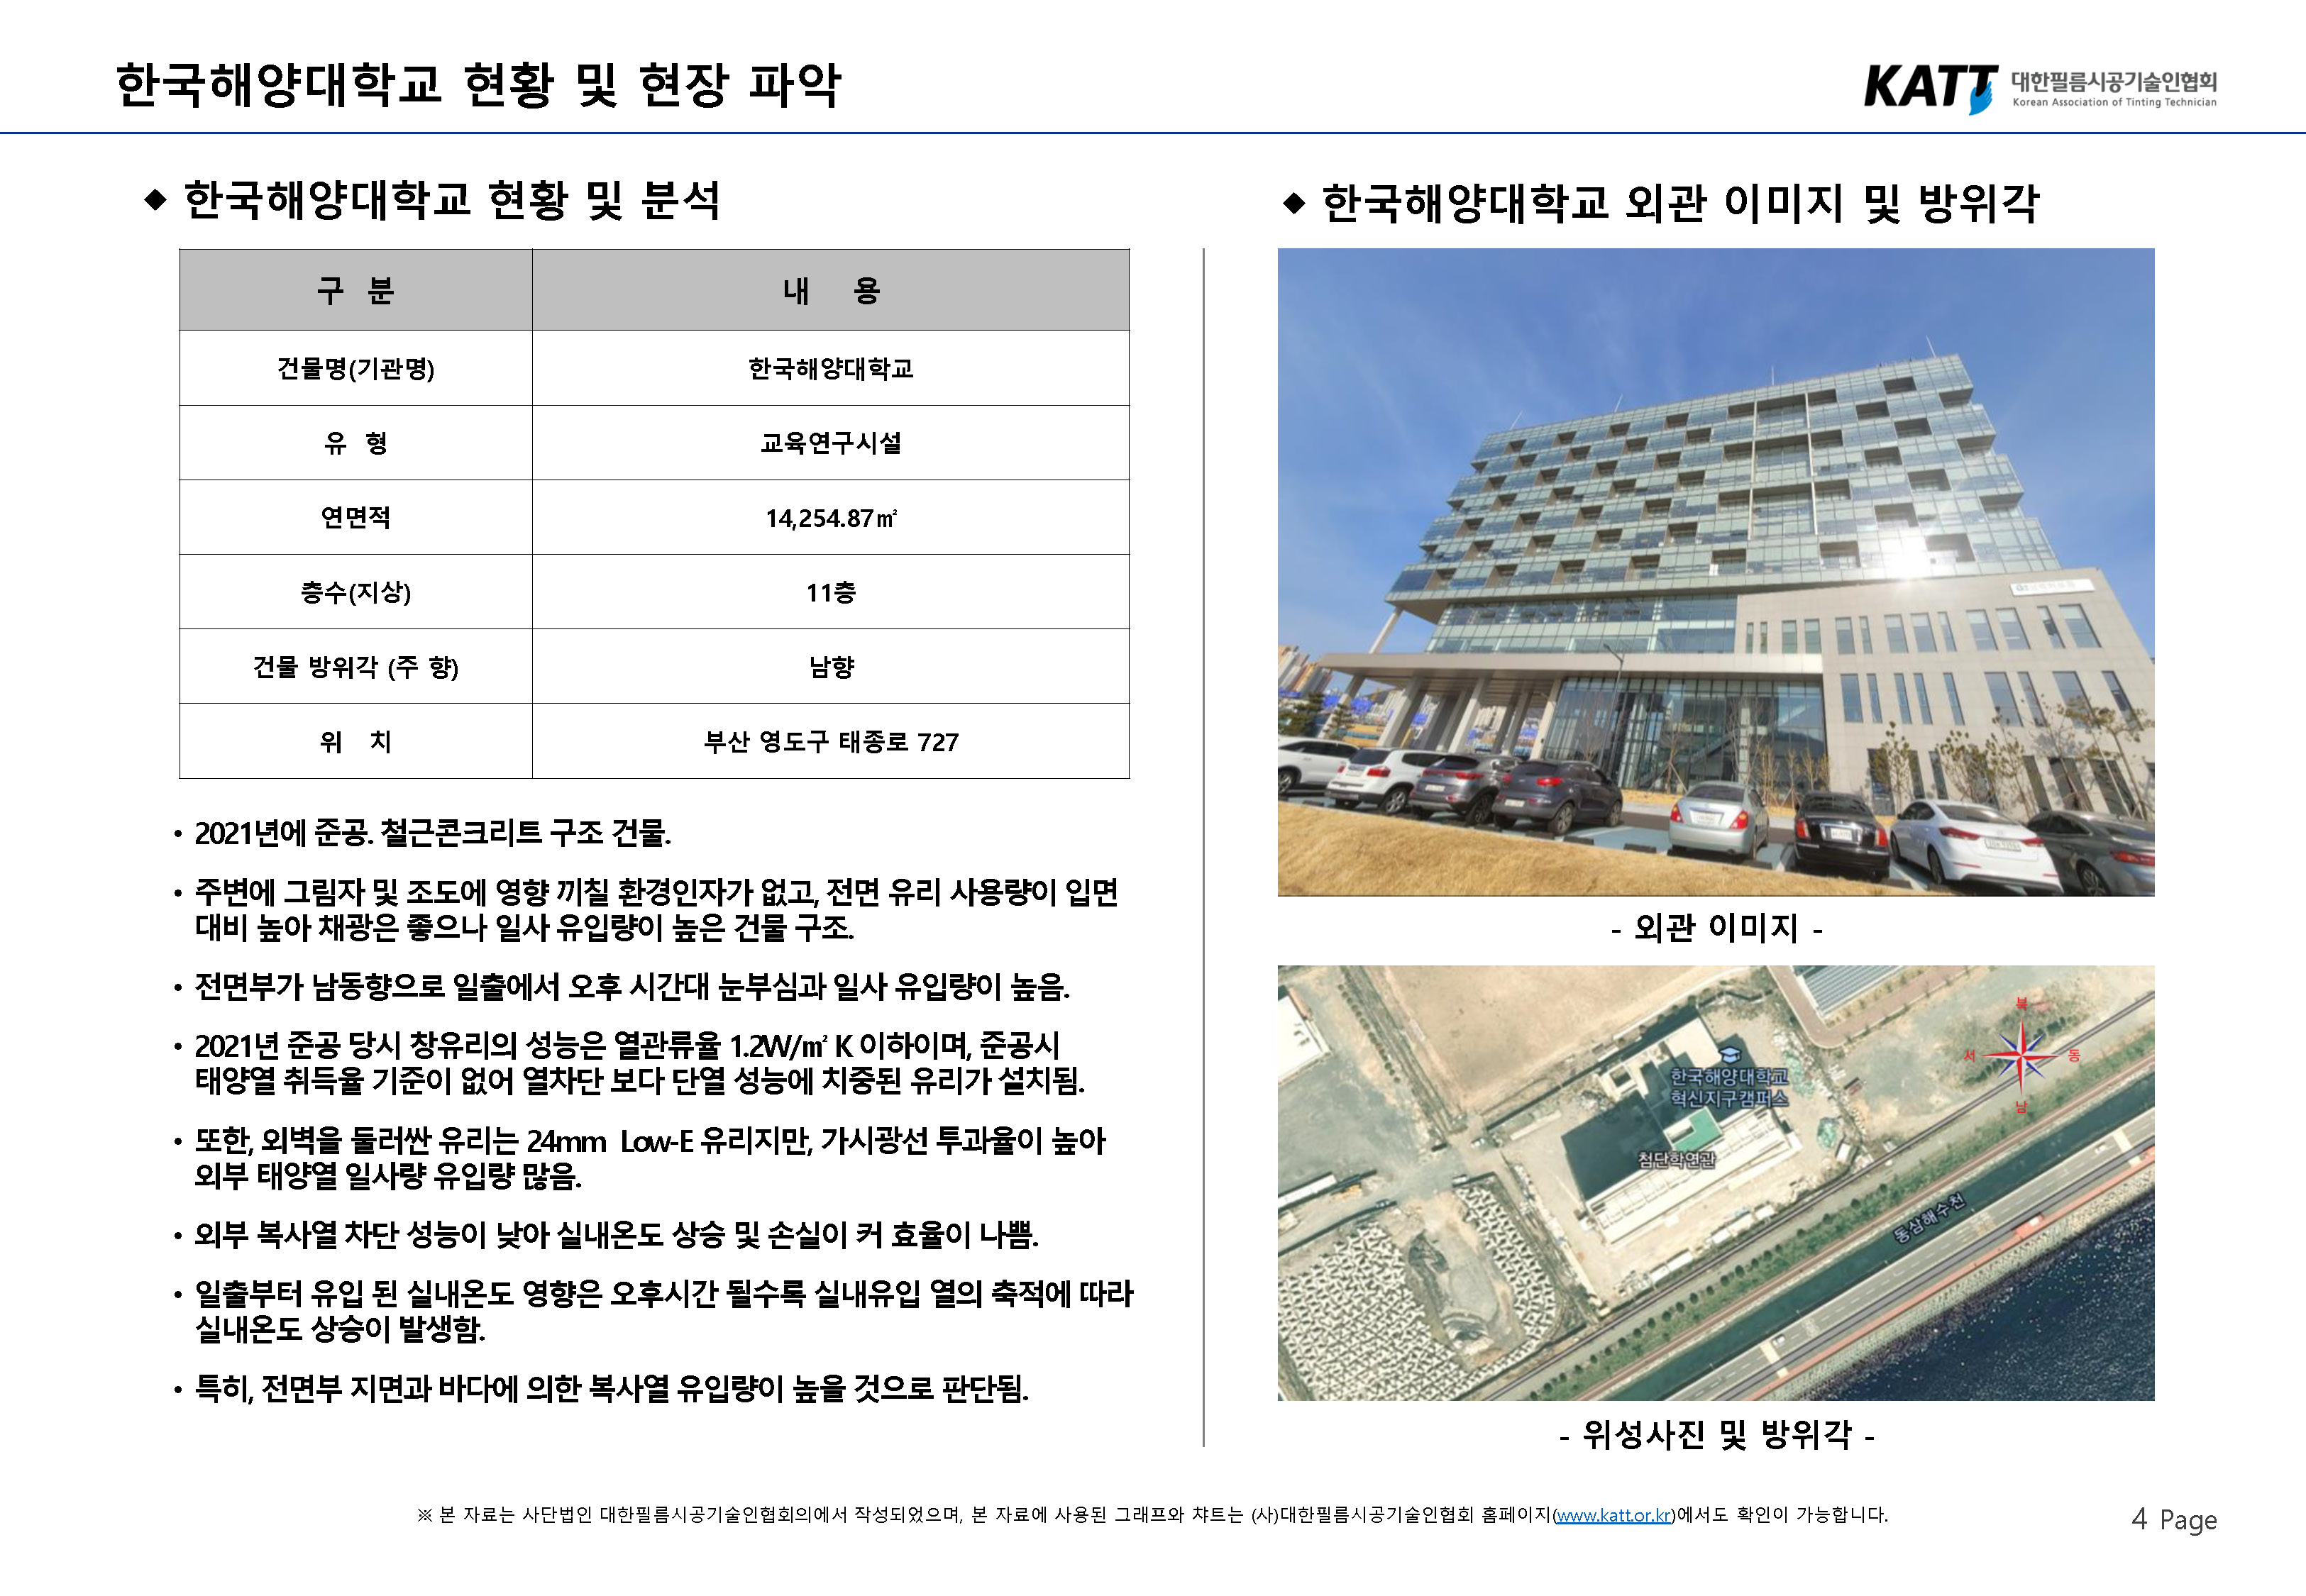 한국해양대학교 현황 및 현장 파악
KATT 대한필름시공기술인협회
Korean Association of Tinting Technician
◆ 한국해양대학교 현황 및 분석
구 분 내 용
건물명(기관명) 한국해양대학교
유 형 교육연구시설
연면적 14,254.87㎡
층수(지상) 11층
건물 방위각 (주 향) 남향
위 치 부산 영도구 태종로 727
• 2021년에 준공. 철근콘크리트 구조 건물.
• 주변에 그림자 및 조도에 영향 끼칠 환경인자가 없고, 전면 유리 사용량이 입면
대비 높아 채광은 좋으나 일사 유입량이 높은 건물 구조.
• 전면부가 남동향으로 일출에서 오후 시간대 눈부심과 일사 유입량이 높음.
• 2021년 준공 당시 창유리의 성능은 열관류율 1.2W/㎡ K 이하이며, 준공시
태양열 취득율 기준이 없어 열차단 보다 단열 성능에 치중된 유리가 설치됨.
• 또한, 외벽을 둘러싼 유리는 24mm Low-E 유리지만, 가시광선 투과율이 높아
외부 태양열 일사량 유입량 많음.
• 외부 복사열 차단 성능이 낮아 실내온도 상승 및 손실이 커 효율이 나쁨.
• 일출부터 유입 된 실내온도 영향은 오후시간 될수록 실내유입 열의 축적에 따라
실내온도 상승이 발생함.
• 특히, 전면부 지면과 바다에 의한 복사열 유입량이 높을 것으로 판단됨.
◆ 한국해양대학교 외관 이미지 및 방위각
- 외관 이미지 -
북
서 동
남
한국해양대학교
혁신지구캠퍼스
첨단학연관
동심해수천
- 위성사진 및 방위각 -
※ 본 자료는 사단법인 대한필름시공기술인협회의에서 작성되었으며, 본 자료에 사용된 그래프와 챠트는 (사)대한필름시공기술인협회 홈페이지(www.katt.or.kr)에서도 확인이 가능합니다.
4 Page